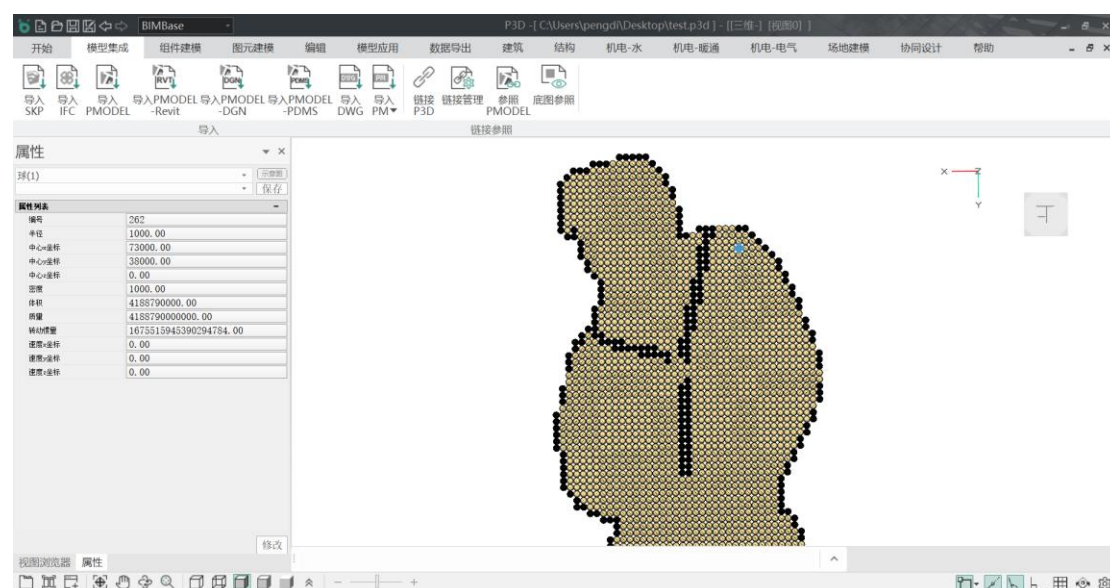 BIMBase
P3D -[ C:\Users\pengdi\Desktop\test.p3d ] - [[三维-] [视图0] ]
开始 模型集成 组件建模 图元建模 编辑 模型应用 数据导出 建筑 结构 机电-水 机电-暖通 机电-电气 场地建模 协同设计 帮助
RVT DGN PDMS DWG PM
导入 SKP
导入 IFC
导入 PMODEL
导入PMODEL -Revit
导入PMODEL -DGN
导入PMODEL -PDMS
导入 DWG
导入 PM
链接 P3D
链接管理
参照 PMODEL
底图参照
导入 链接参照
属性
球(1) 示意图
保存
属性列表
编号 262
半径 1000.00
中心x坐标 73000.00
中心y坐标 38000.00
中心z坐标 0.00
密度 1000.00
体积 4188790000.00
质量 4188790000000.00
转动惯量 1675515945390294784.00
速度x坐标 0.00
速度y坐标 0.00
速度z坐标 0.00
X Z
Y
上
修改
视图浏览器 属性